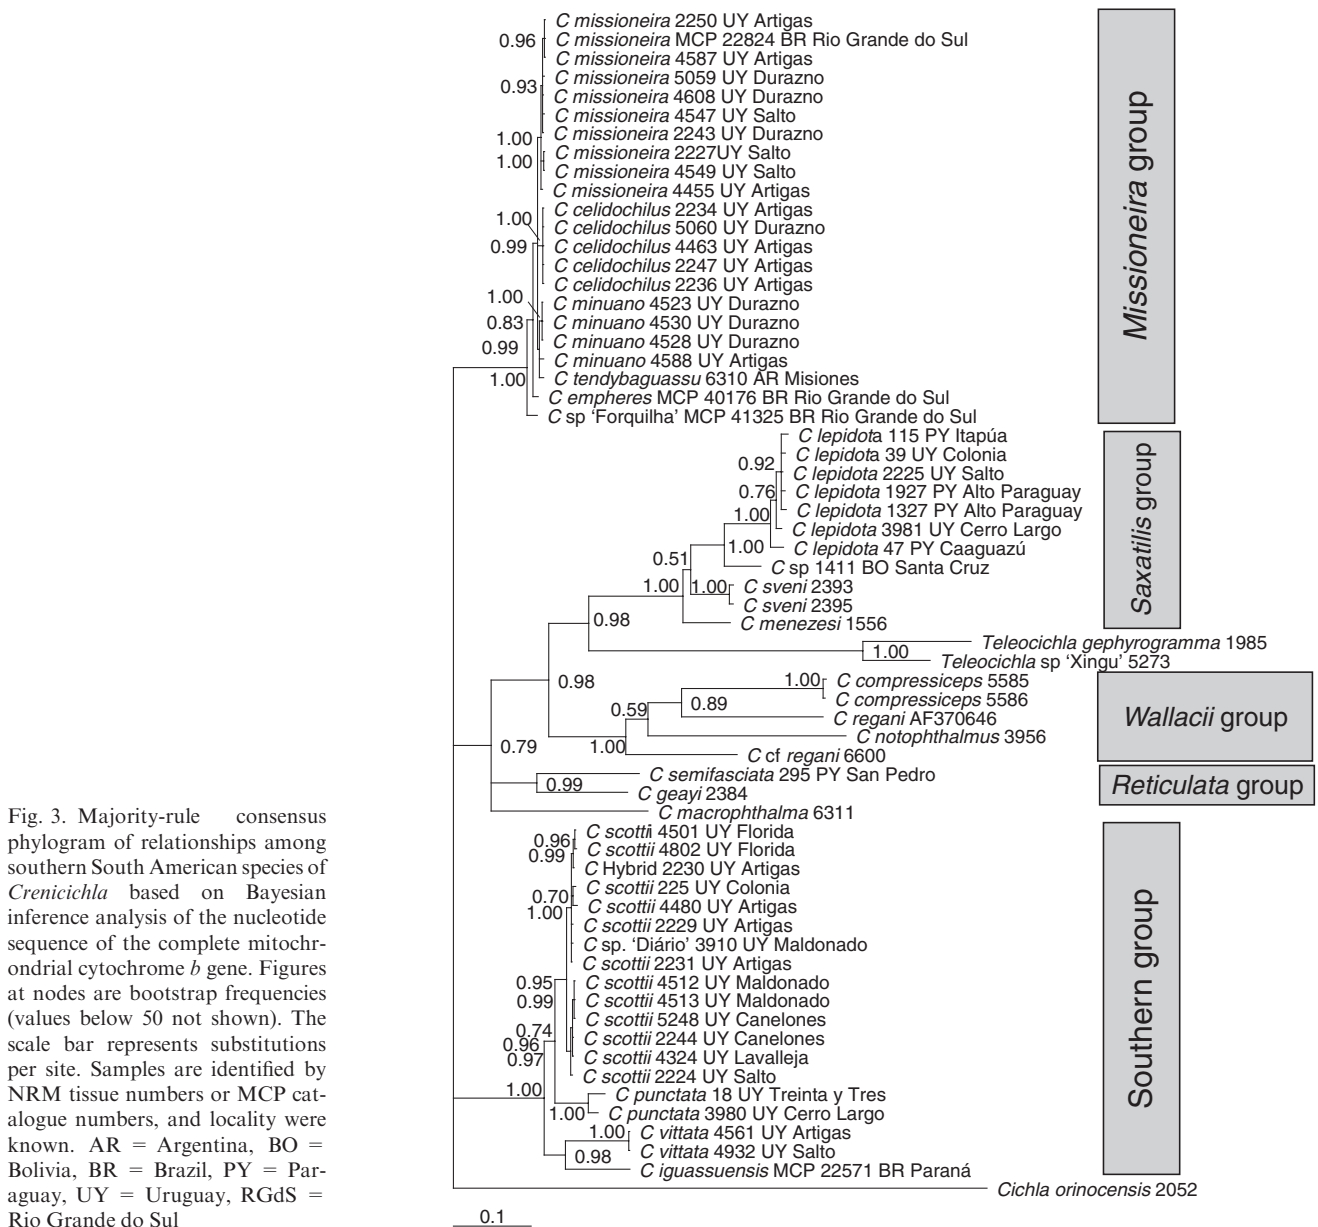 C missioneira 2250 UY Artigas
0.96
C missioneira MCP 22824 BR Rio Grande do Sul
C missioneira 4587 UY Artigas
C missioneira 5059 UY Durazno
0.93
C missioneira 4608 UY Durazno
C missioneira 4547 UY Salto
C missioneira 2243 UY Durazno
1.00
C missioneira 2227UY Salto
1.00
C missioneira 4549 UY Salto
C missioneira 4455 UY Artigas
C celidochilus 2234 UY Artigas
1.00
C celidochilus 5060 UY Durazno
C celidochilus 4463 UY Artigas
0.99
C celidochilus 2247 UY Artigas
C celidochilus 2236 UY Artigas
1.00
C minuano 4523 UY Durazno
C minuano 4530 UY Durazno
0.83
C minuano 4528 UY Durazno
0.99
C minuano 4588 UY Artigas
C tendybaguassu 6310 AR Misiones
1.00
C empheres MCP 40176 BR Rio Grande do Sul
C sp ‘Forquilha’ MCP 41325 BR Rio Grande do Sul
Missioneira group
C lepidota 115 PY Itapúa
C lepidota 39 UY Colonia
0.92
C lepidota 2225 UY Salto
0.76
C lepidota 1927 PY Alto Paraguay
C lepidota 1327 PY Alto Paraguay
1.00
C lepidota 3981 UY Cerro Largo
1.00
C lepidota 47 PY Caaguazú
0.51
C sp 1411 BO Santa Cruz
1.00
1.00
C sveni 2393
C sveni 2395
0.98
C menezesi 1556
Saxatilis group
Teleocichla gephyrogramma 1985
1.00
Teleocichla sp ‘Xingu’ 5273
0.98
1.00
C compressiceps 5585
C compressiceps 5586
0.89
0.59
C regani AF370646
C notophthalmus 3956
1.00
C cf regani 6600
Wallacii group
0.79
C semifasciata 295 PY San Pedro
0.99
C geayi 2384
Reticulata group
C macrophthalma 6311
C scottii 4501 UY Florida
0.96
C scottii 4802 UY Florida
0.99
C Hybrid 2230 UY Artigas
C scottii 225 UY Colonia
0.70
C scottii 4480 UY Artigas
1.00
C scottii 2229 UY Artigas
C sp. ‘Diário’ 3910 UY Maldonado
C scottii 2231 UY Artigas
0.95
C scottii 4512 UY Maldonado
0.99
C scottii 4513 UY Maldonado
C scottii 5248 UY Canelones
0.74
C scottii 2244 UY Canelones
0.96
C scottii 4324 UY Lavalleja
0.97
C scottii 2224 UY Salto
1.00
C punctata 18 UY Treinta y Tres
1.00
C punctata 3980 UY Cerro Largo
1.00
C vittata 4561 UY Artigas
C vittata 4932 UY Salto
0.98
C iguassuensis MCP 22571 BR Paraná
Southern group
Cichla orinocensis 2052
0.1
Fig. 3. Majority-rule consensus
phylogram of relationships among
southern South American species of
Crenicichla based on Bayesian
inference analysis of the nucleotide
sequence of the complete mitochr-
ondrial cytochrome b gene. Figures
at nodes are bootstrap frequencies
(values below 50 not shown). The
scale bar represents substitutions
per site. Samples are identified by
NRM tissue numbers or MCP cat-
alogue numbers, and locality were
known. AR = Argentina, BO =
Bolivia, BR = Brazil, PY = Par-
aguay, UY = Uruguay, RGdS =
Rio Grande do Sul